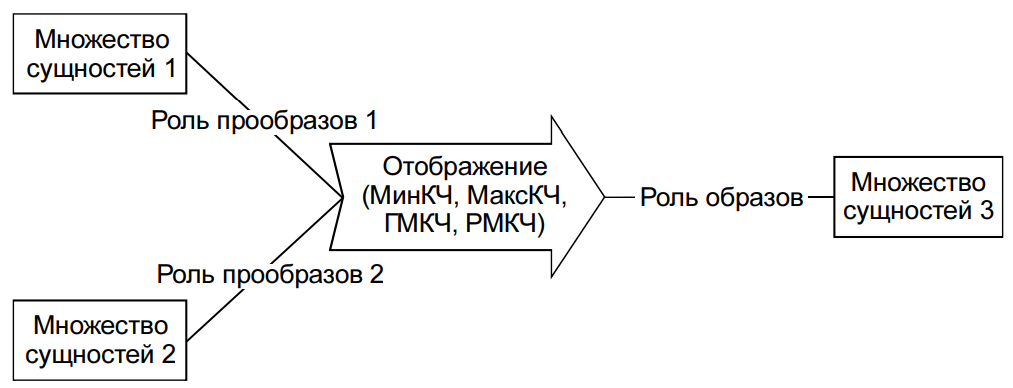 Множество
сущностей 1
Роль прообразов 1
Отображение
(МинКЧ, МаксКЧ,
ГМКЧ, РМКЧ)
Роль образов
Множество
сущностей 3
Роль прообразов 2
Множество
сущностей 2